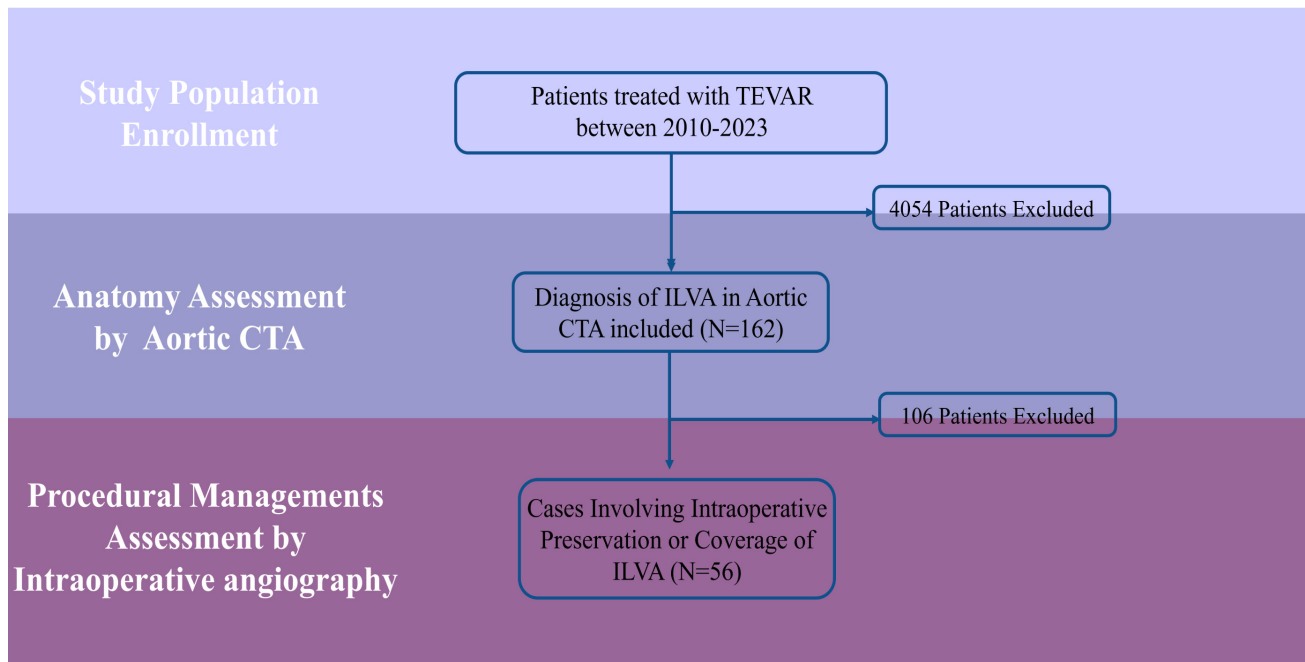 Study Population
Enrollment
Patients treated with TEVAR
between 2010-2023
4054 Patients Excluded
Anatomy Assessment
by Aortic CTA
Diagnosis of ILVA in Aortic
CTA included (N=162)
106 Patients Excluded
Procedural Managements
Assessment by
Intraoperative angiography
Cases Involving Intraoperative
Preservation or Coverage of
ILVA (N=56)